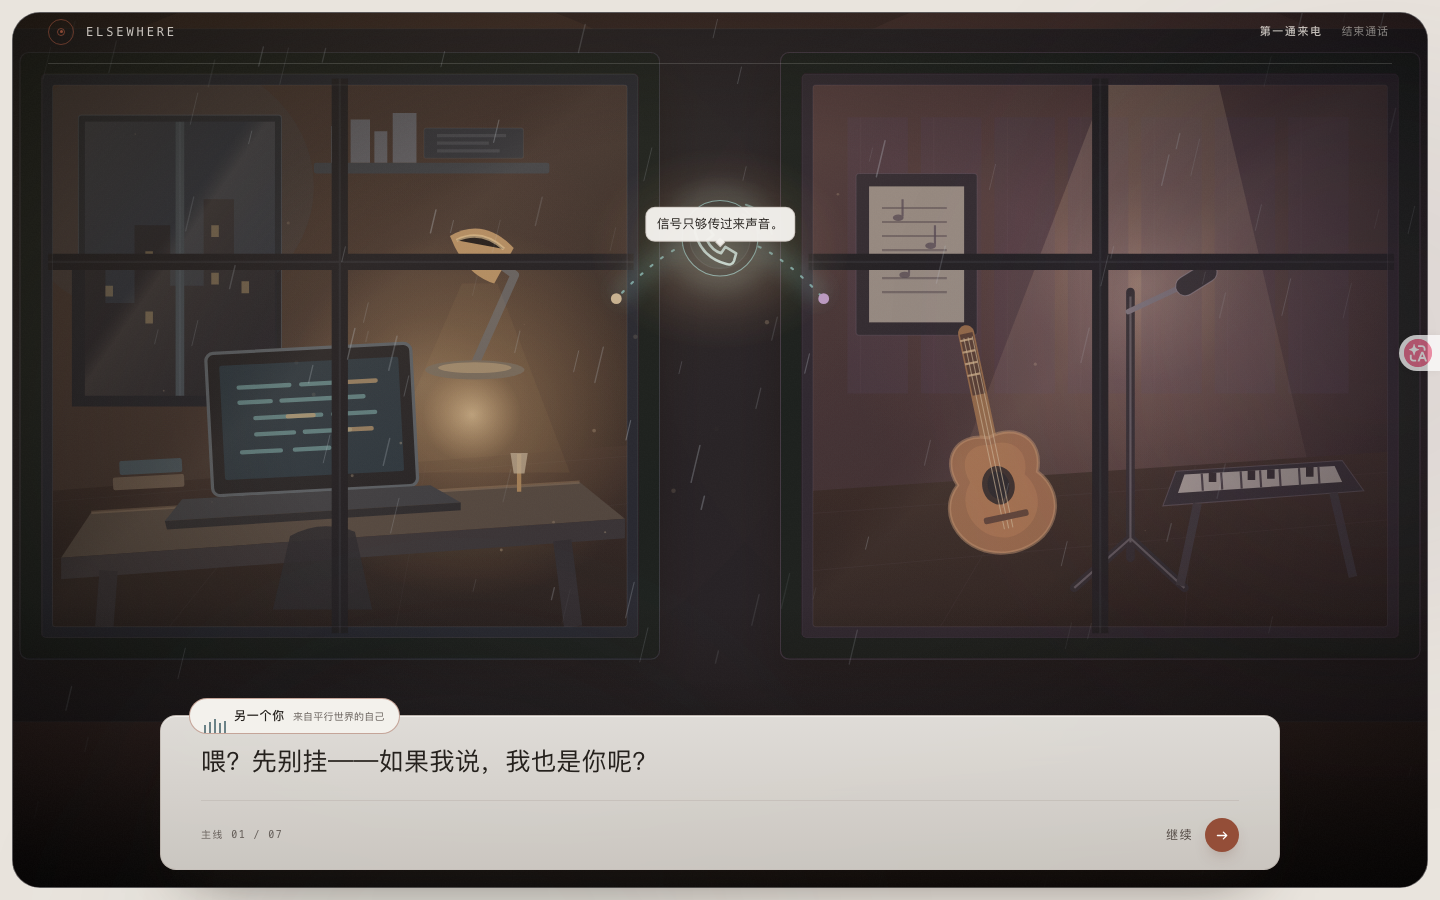 ELSEWHERE
第一通来电 结束通话
信号只够传过来声音。
另一个你 来自平行世界的自己
喂？先别挂——如果我说，我也是你呢？
主线 01 / 07
继续